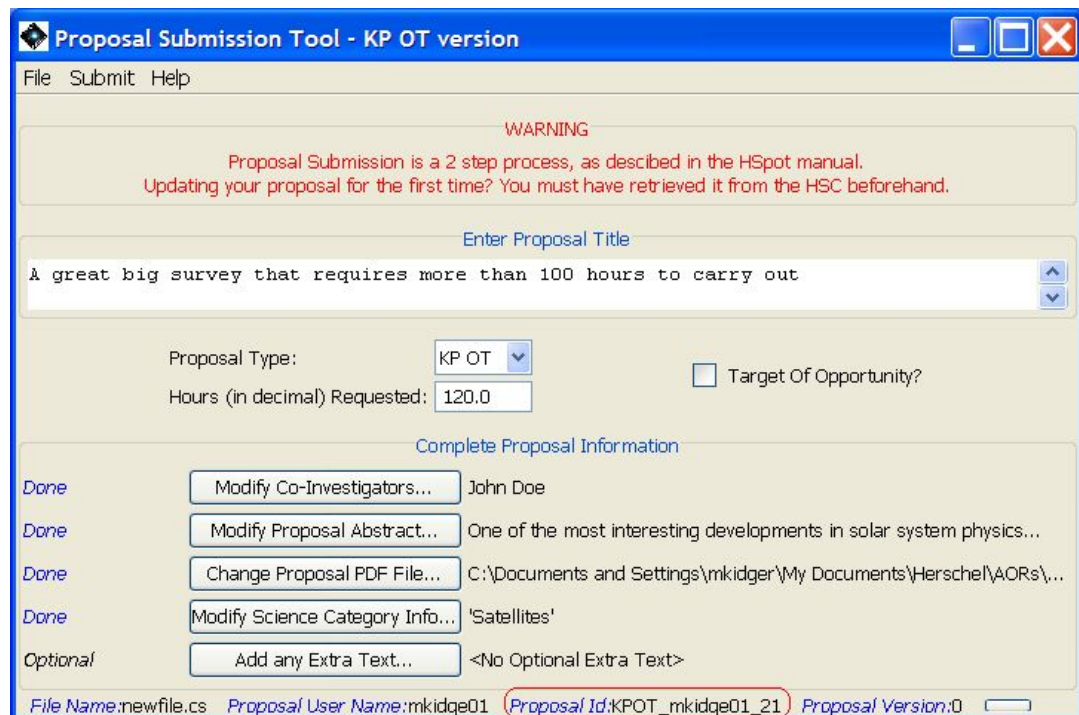 Proposal Submission Tool - KP OT version
File Submit Help
WARNING
Proposal Submission is a 2 step process, as descibed in the HSpot manual.
Updating your proposal for the first time? You must have retrieved it from the HSC beforehand.
Enter Proposal Title
A great big survey that requires more than 100 hours to carry out
Proposal Type: KP OT
Target Of Opportunity?
Hours (in decimal) Requested: 120.0
Complete Proposal Information
Done Modify Co-Investigators... John Doe
Done Modify Proposal Abstract... One of the most interesting developments in solar system physics...
Done Change Proposal PDF File... C:\Documents and Settings\mkidger\My Documents\Herschel\AORs\...
Done Modify Science Category Info... 'Satellites'
Optional Add any Extra Text... <No Optional Extra Text>
File Name:newfile.cs Proposal User Name:mkidge01 Proposal Id:KPOT_mkidge01_21 Proposal Version:0